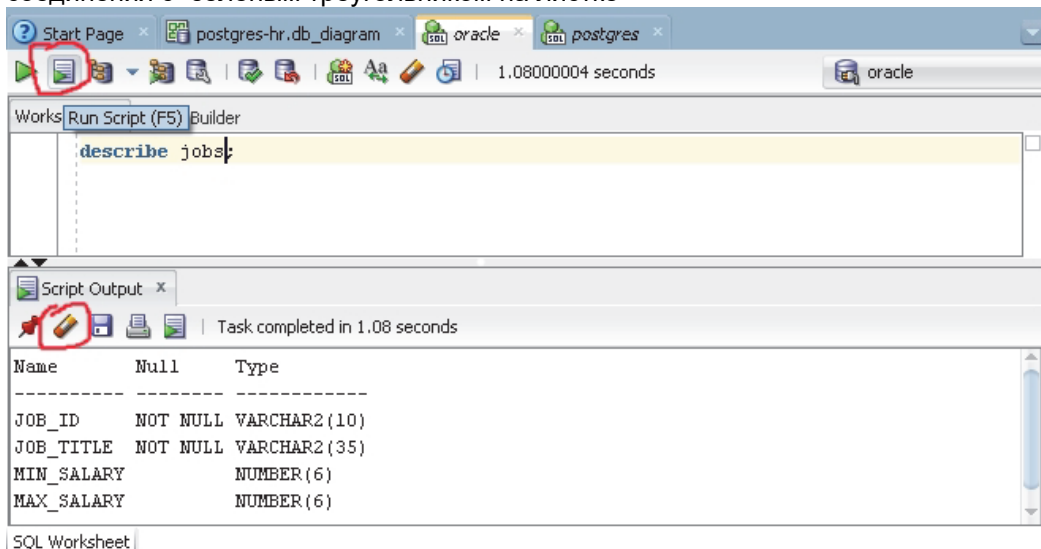 Start Page postgres-hr.db_diagram oracle postgres
1.08000004 seconds oracle
Works Run Script (F5) Builder
describe jobs;
Script Output
Task completed in 1.08 seconds
Name Null Type
---------- -------- ------------
JOB_ID NOT NULL VARCHAR2(10)
JOB_TITLE NOT NULL VARCHAR2(35)
MIN_SALARY NUMBER(6)
MAX_SALARY NUMBER(6)
SQL Worksheet